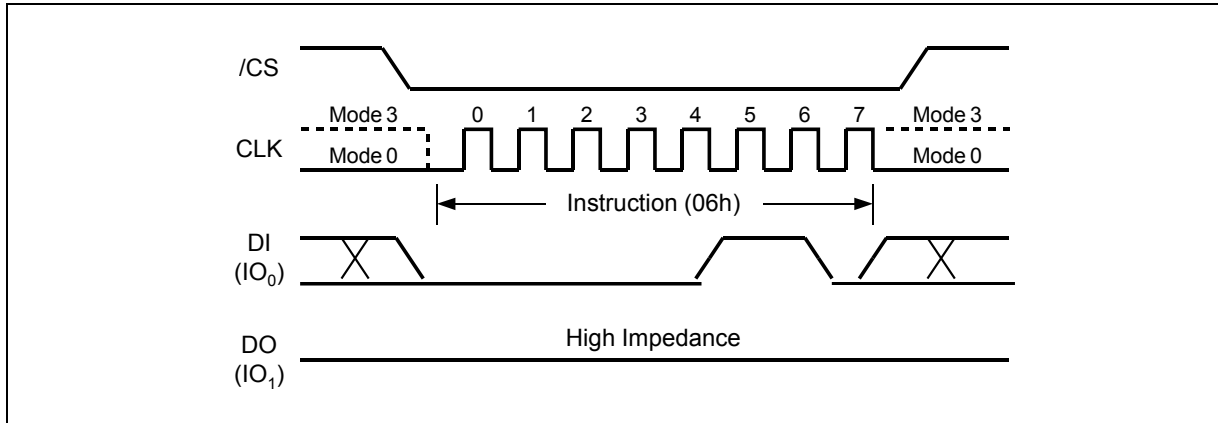 /CS
Mode 3 0 1 2 3 4 5 6 7 Mode 3
CLK
Mode 0 Mode 0
Instruction (06h)
DI
(IO₀)
High Impedance
DO
(IO₁)